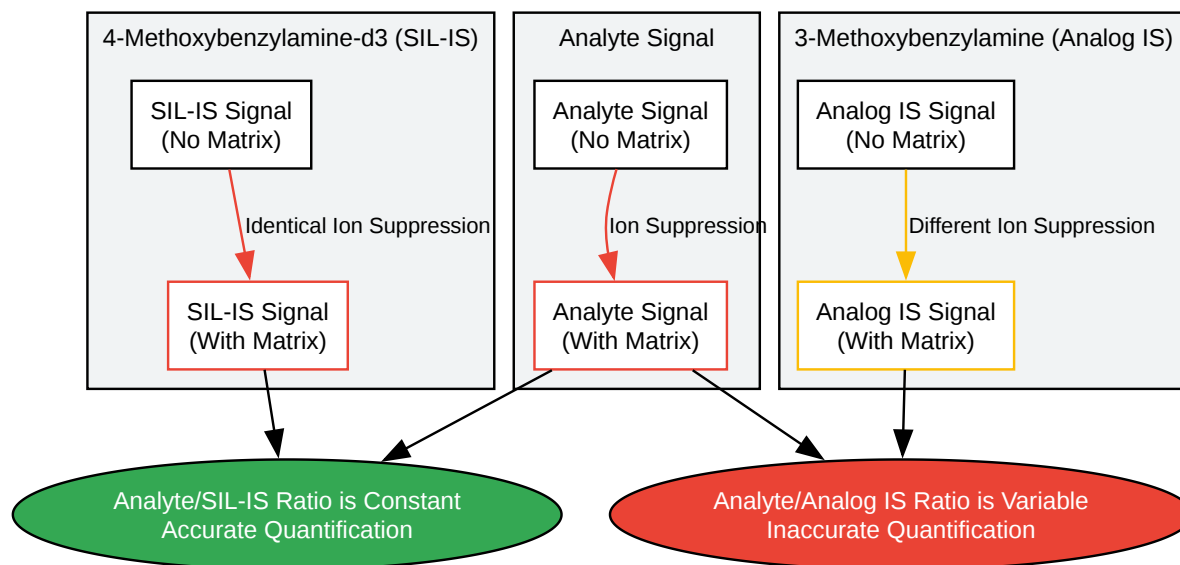 4-Methoxybenzylamine-d3 (SIL-IS)
Analyte Signal
3-Methoxybenzylamine (Analog IS)
SIL-IS Signal
(No Matrix)
Analyte Signal
(No Matrix)
Analog IS Signal
(No Matrix)
Identical Ion Suppression
Ion Suppression
Different Ion Suppression
SIL-IS Signal
(With Matrix)
Analyte Signal
(With Matrix)
Analog IS Signal
(With Matrix)
Analyte/SIL-IS Ratio is Constant
Accurate Quantification
Analyte/Analog IS Ratio is Variable
Inaccurate Quantification